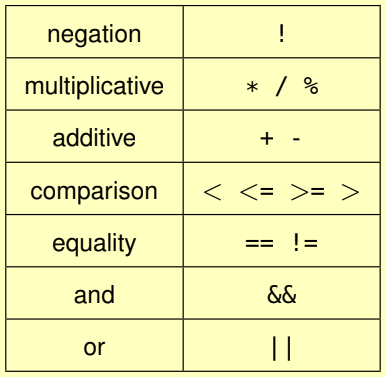 negation !
multiplicative * / %
additive + -
comparison < <= >= >
equality == !=
and &&
or ||